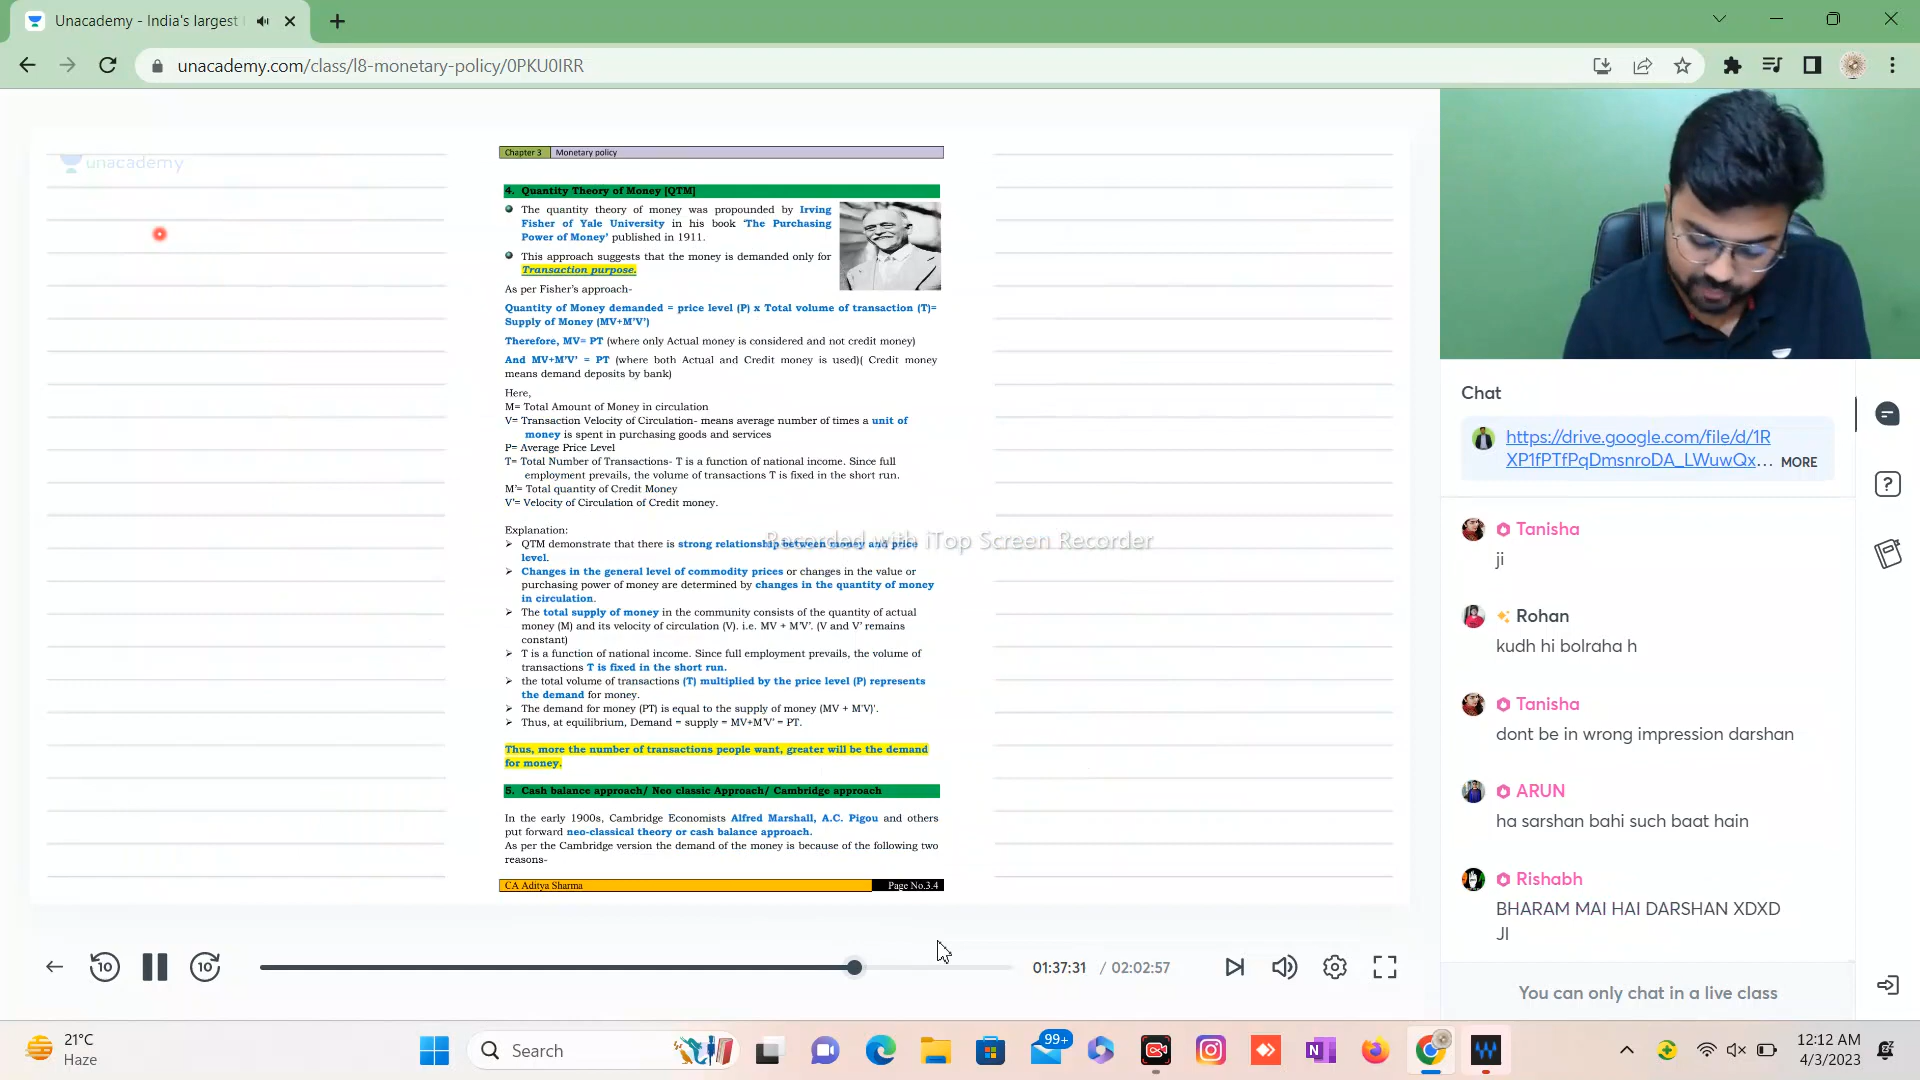 Unacademy - India's largest
unacademy.com/class/l8-monetary-policy/0PKU0IRR
unacademy
Chapter 3 Monetary policy
4. Quantity Theory of Money [QTM]
The quantity theory of money was propounded by Irving
Fisher of Yale University in his book 'The Purchasing
Power of Money' published in 1911.
This approach suggests that the money is demanded only for
Transaction purpose.
As per Fisher's approach-
Quantity of Money demanded = price level (P) x Total volume of transaction (T)=
Supply of Money (MV+M'V')
Therefore, MV= PT (where only Actual money is considered and not credit money)
And MV+M'V' = PT (where both Actual and Credit money is used)( Credit money
means demand deposits by bank)
Here,
M= Total Amount of Money in circulation
V= Transaction Velocity of Circulation- means average number of times a unit of
money is spent in purchasing goods and services
P= Average Price Level
T= Total Number of Transactions- T is a function of national income. Since full
employment prevails, the volume of transactions T is fixed in the short run.
M'= Total quantity of Credit Money
V'= Velocity of Circulation of Credit money.
Explanation:
QTM demonstrate that there is strong relationship between money and price
level.
Changes in the general level of commodity prices or changes in the value or
purchasing power of money are determined by changes in the quantity of money
in circulation.
The total supply of money in the community consists of the quantity of actual
money (M) and its velocity of circulation (V). i.e. MV + M'V'. (V and V' remains
constant)
T is a function of national income. Since full employment prevails, the volume of
transactions T is fixed in the short run.
the total volume of transactions (T) multiplied by the price level (P) represents
the demand for money.
The demand for money (PT) is equal to the supply of money (MV + M'V)'.
Thus, at equilibrium, Demand = supply = MV+M'V' = PT.
Thus, more the number of transactions people want, greater will be the demand
for money.
5. Cash balance approach/ Neo classic Approach/ Cambridge approach
In the early 1900s, Cambridge Economists Alfred Marshall, A.C. Pigou and others
put forward neo-classical theory or cash balance approach.
As per the Cambridge version the demand of the money is because of the following two
reasons-
CA Aditya Sharma Page No.3.4
Recorded with iTop Screen Recorder
10 10 01:37:31 / 02:02:57
Chat
https://drive.google.com/file/d/1R
XP1fPTfPqDmsnroDA_LWuwQx... MORE
Tanisha
ji
Rohan
kudh hi bolraha h
Tanisha
dont be in wrong impression darshan
ARUN
ha sarshan bahi such baat hain
Rishabh
BHARAM MAI HAI DARSHAN XDXD
JI
You can only chat in a live class
21°C
Haze
Search
99+
12:12 AM
4/3/2023